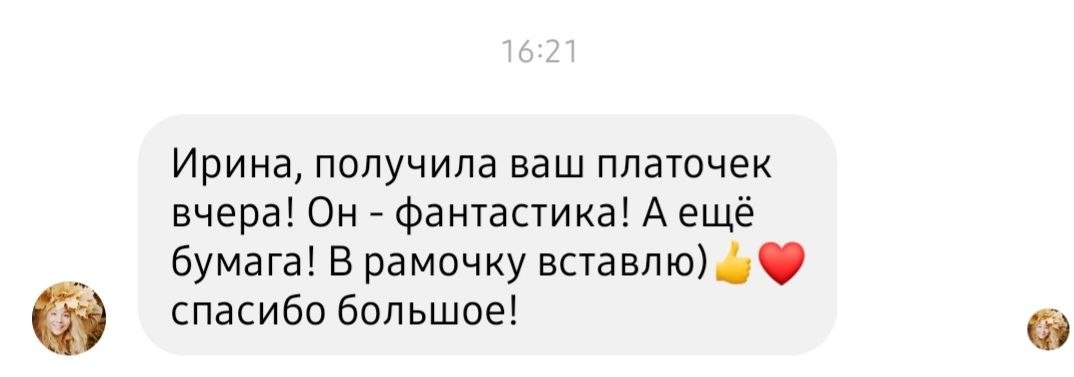 16:21
Ирина, получила ваш платочек
вчера! Он - фантастика! А ещё
бумага! В рамочку вставлю)👍❤️
спасибо большое!